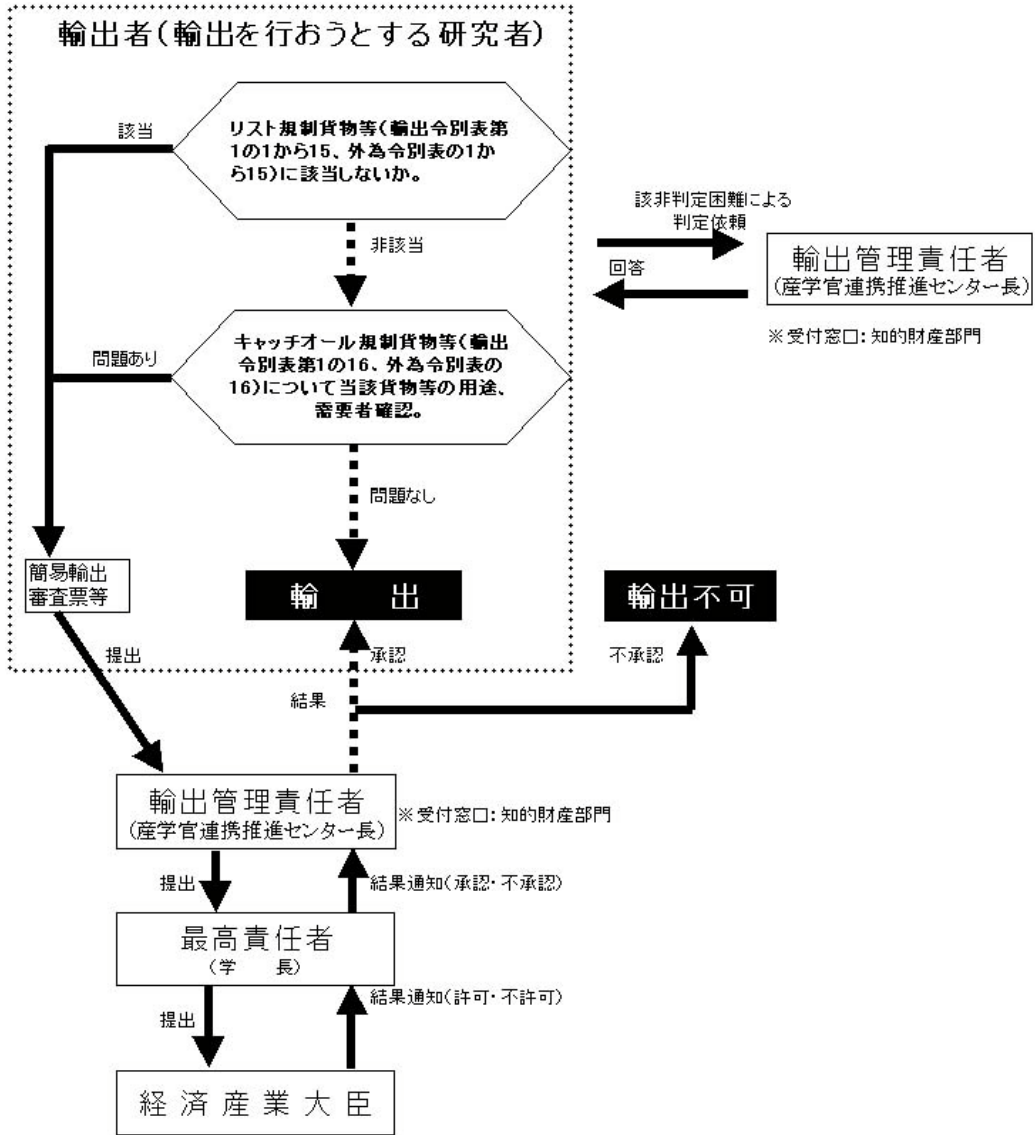 輸出者(輸出を行おうとする研究者)
リスト規制貨物等(輸出令別表第
1の1から15、外為令別表の1か
ら15)に該当しないか。
該当
非該当
該非判定困難による
判定依頼
回答
輸出管理責任者
(産学官連携推進センター長)
※受付窓口:知的財産部門
キャッチオール規制貨物等(輸出
令別表第1の16、外為令別表の
16)について当該貨物等の用途、
需要者確認。
問題あり
問題なし
簡易輸出
審査票等
輸 出
輸出不可
提出
承認
不承認
結果
輸出管理責任者
(産学官連携推進センター長)
※受付窓口:知的財産部門
提出
結果通知(承認・不承認)
最高責任者
(学 長)
提出
結果通知(許可・不許可)
経済産業大臣